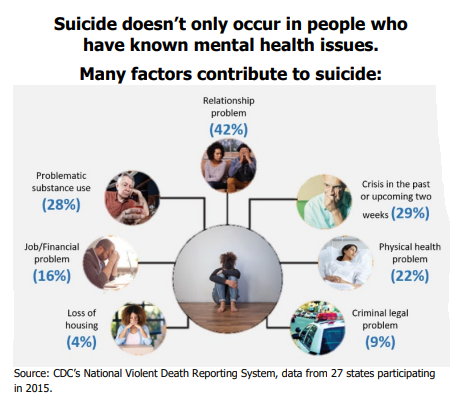 Suicide doesn’t only occur in people who
have known mental health issues.
Many factors contribute to suicide:
Relationship
problem
(42%)
Problematic
substance use
(28%)
Crisis in the past
or upcoming two
weeks (29%)
Job/Financial
problem
(16%)
Physical health
problem
(22%)
Loss of
housing
(4%)
Criminal legal
problem
(9%)
Source: CDC’s National Violent Death Reporting System, data from 27 states participating
in 2015.